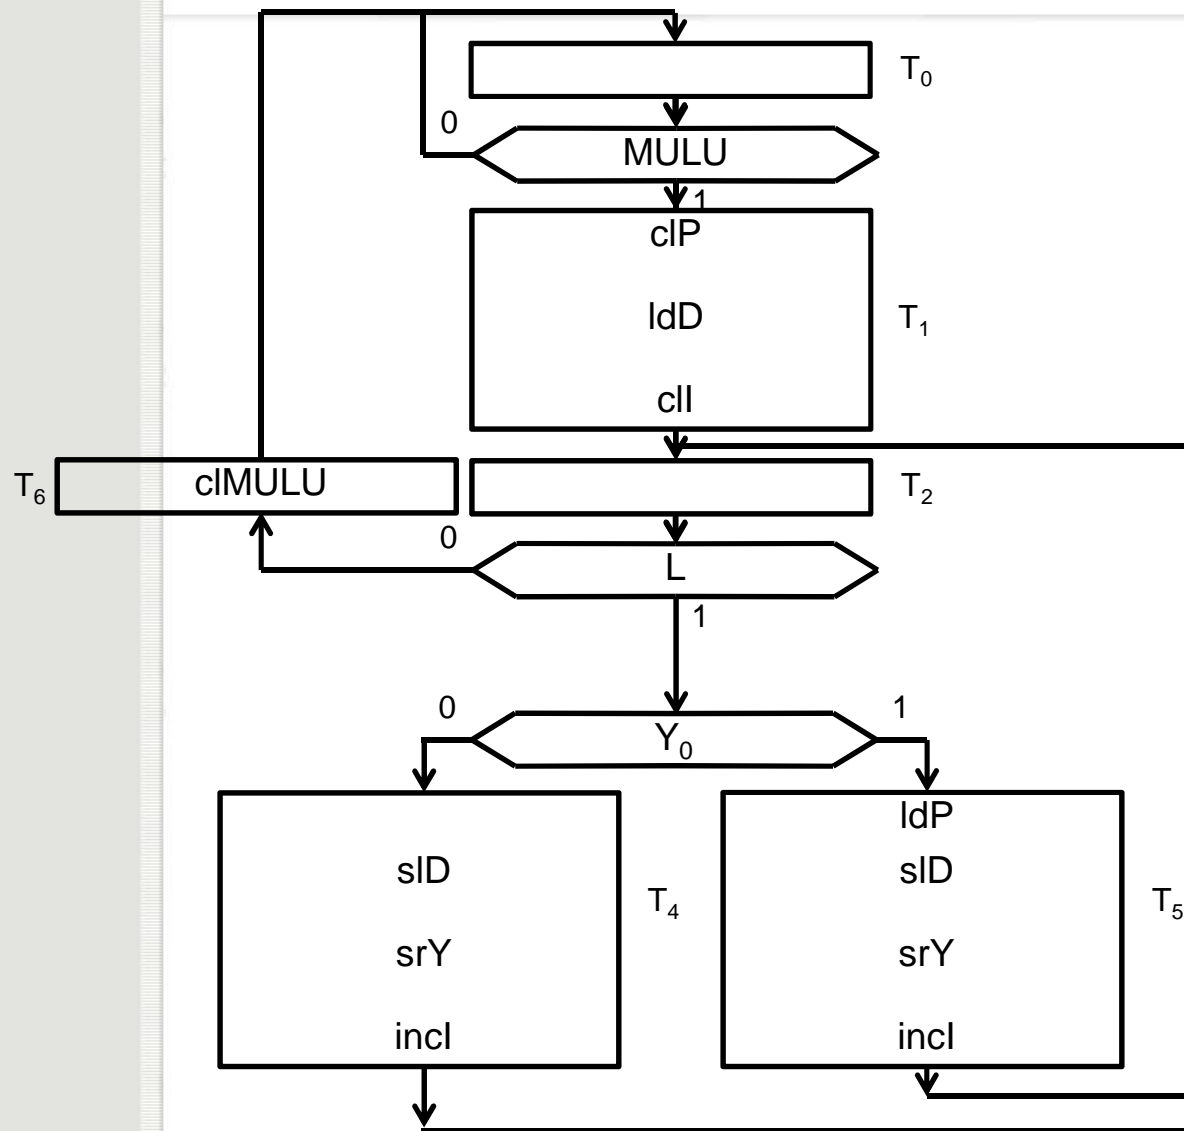 T0
0
MULU
1
clP
ldD
T1
clI
T6
clMULU
T2
0
L
1
0
1
Y0
ldP
slD
slD
T4
T5
srY
srY
incI
incI